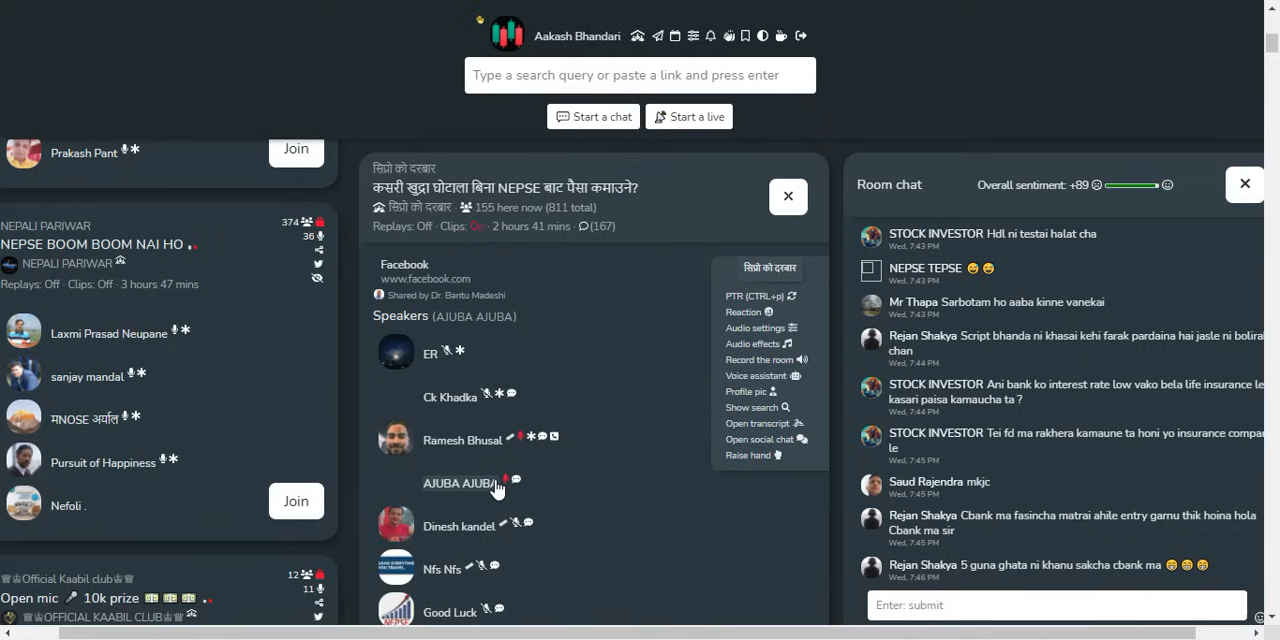 Aakash Bhandari
Type a search query or paste a link and press enter
Start a chat
Start a live
Prakash Pant
Join
NEPALI PARIWAR
374
NEPSE BOOM BOOM NAI HO
36
NEPALI PARIWAR
Replays: Off · Clips: Off · 3 hours 47 mins
Laxmi Prasad Neupane
sanjay mandal
मNOSE अर्याल
Pursuit of Happiness
Nefoli .
Join
♕♔Official Kaabil club♔♕
12
Open mic 🎤 10k prize 💵 💵 💵
11
♕♔OFFICIAL KAABIL CLUB♔♕
सिप्रो को दरबार
कसरी खुद्रा घोटाला बिना NEPSE बाट पैसा कमाउने?
सिप्रो को दरबार · 155 here now (811 total)
Replays: Off · Clips: On · 2 hours 41 mins · (167)
Facebook
www.facebook.com
Shared by Dr. Bantu Madeshi
Speakers (AJUBA AJUBA)
ER
Ck Khadka
Ramesh Bhusal
AJUBA AJUBA
Dinesh kandel
Nfs Nfs
Good Luck
सिप्रो को दरबार
PTR (CTRL+p)
Reaction
Audio settings
Audio effects
Record the room
Voice assistant
Profile pic
Show search
Open transcript
Open social chat
Raise hand
Room chat
Overall sentiment: +89
STOCK INVESTOR Hdl ni testai halat cha
Wed, 7:43 PM
NEPSE TEPSE 😅 😅
Wed, 7:43 PM
Mr Thapa Sarbotam ho aaba kinne vanekai
Wed, 7:43 PM
Rejan Shakya Script bhanda ni khasai kehi farak pardaina hai jasle ni bolirak
chan
Wed, 7:44 PM
STOCK INVESTOR Ani bank ko interest rate low vako bela life insurance le
kasari paisa kamaucha ta ?
Wed, 7:44 PM
STOCK INVESTOR Tei fd ma rakhera kamaune ta honi yo insurance compan
le
Wed, 7:45 PM
Saud Rajendra mkjc
Wed, 7:45 PM
Rejan Shakya Cbank ma fasincha matrai ahile entry garnu thik hoina hola
Cbank ma sir
Wed, 7:45 PM
Rejan Shakya 5 guna ghata ni khanu sakcha cbank ma 😁 😁 😁
Wed, 7:46 PM
Enter: submit